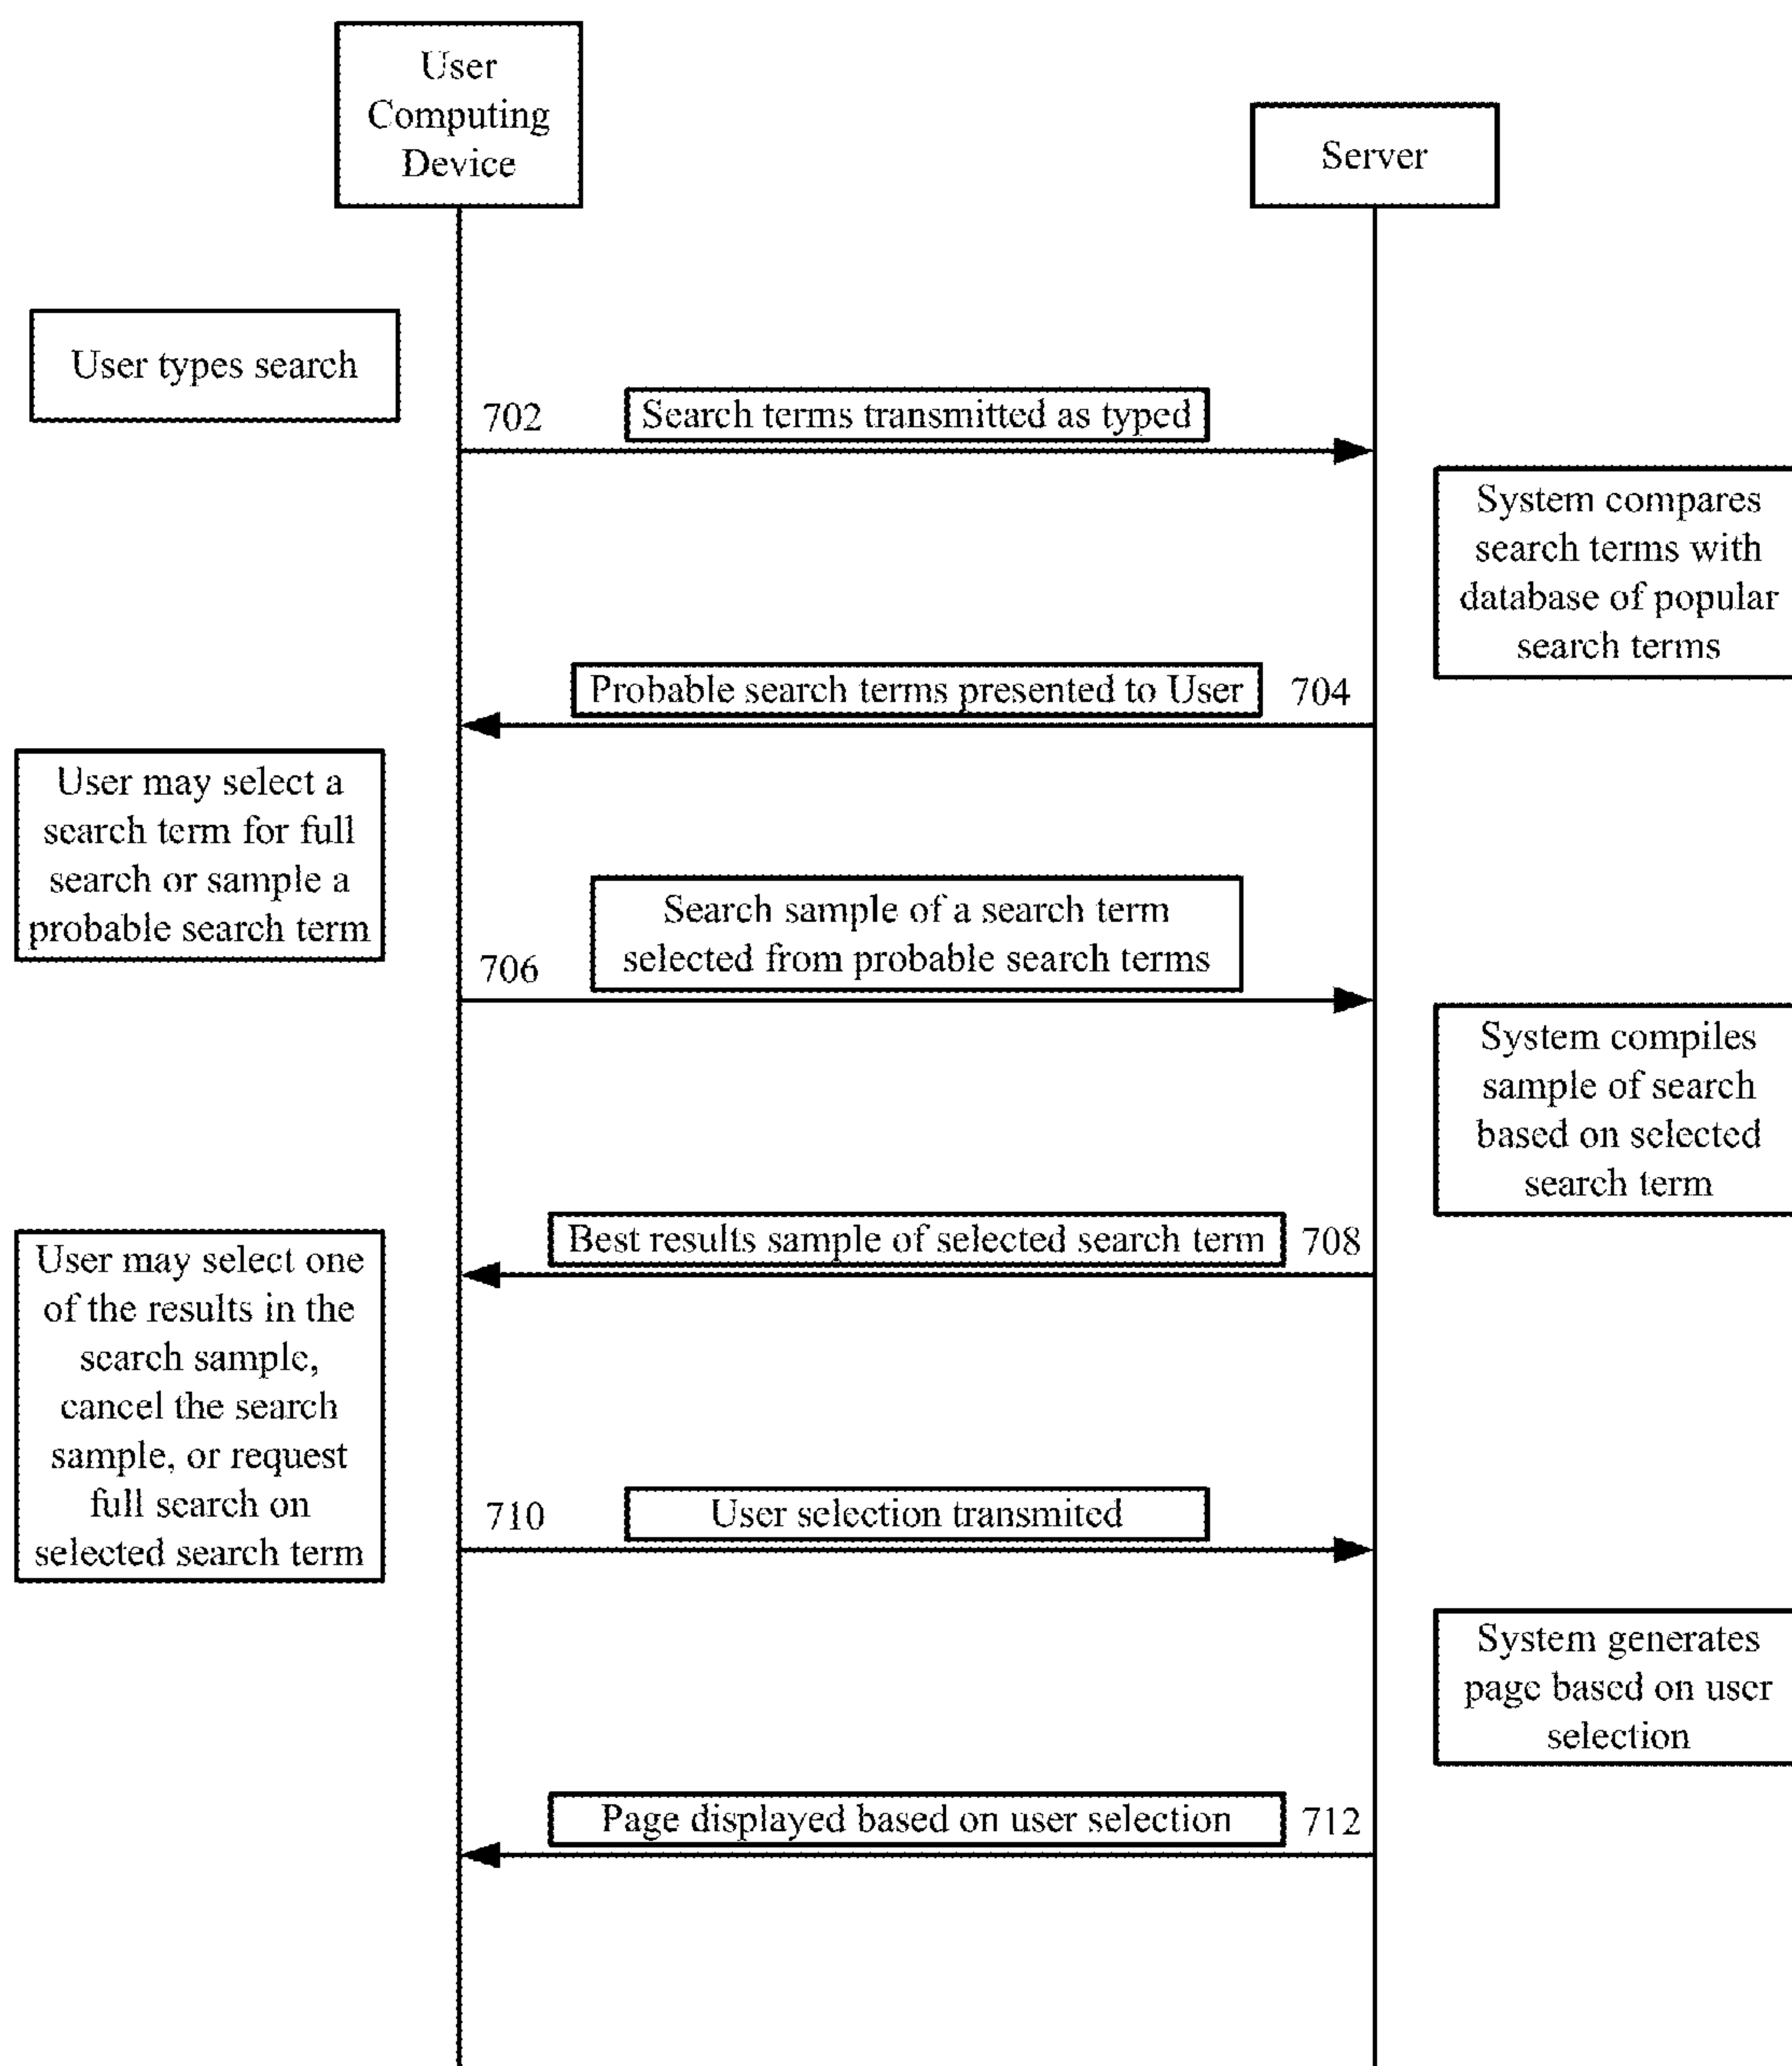 User
Computing
Device
Server
User types search
702
Search terms transmitted as typed
System compares
search terms with
database of popular
search terms
Probable search terms presented to User
704
User may select a
search term for full
search or sample a
probable search term
Search sample of a search term
selected from probable search terms
706
System compiles
sample of search
based on selected
search term
Best results sample of selected search term
708
User may select one
of the results in the
search sample,
cancel the search
sample, or request
full search on
selected search term
710
User selection transmited
System generates
page based on user
selection
Page displayed based on user selection
712